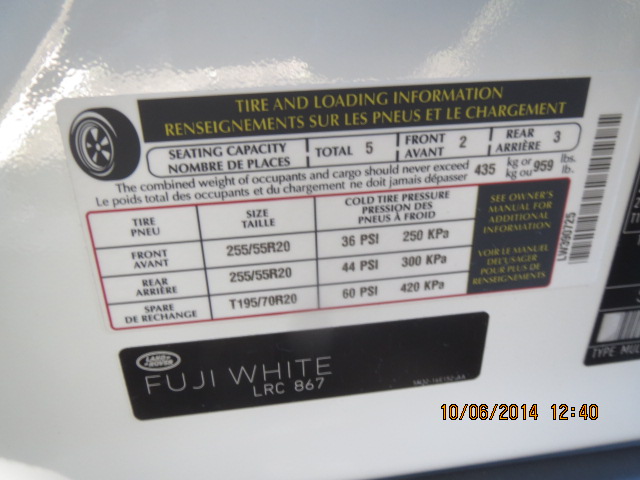 TIRE AND LOADING INFORMATION
RENSEIGNEMENTS SUR LES PNEUS ET LE CHARGEMENT
SEATING CAPACITY
NOMBRE DE PLACES
TOTAL 5
FRONT
AVANT 2
REAR
ARRIÈRE 3
The combined weight of occupants and cargo should never exceed 435 kg or 959 lbs.
Le poids total des occupants et du chargement ne doit jamais dépasser kg ou lb.
TIRE
PNEU
SIZE
TAILLE
COLD TIRE PRESSURE
PRESSION DES
PNEUS À FROID
FRONT
AVANT
255/55R20
36 PSI 250 KPa
REAR
ARRIÈRE
255/55R20
44 PSI 300 KPa
SPARE
DE RECHANGE
T195/70R20
60 PSI 420 KPa
SEE OWNER'S
MANUAL FOR
ADDITIONAL
INFORMATION
VOIR LE MANUEL
DE L'USAGER
POUR PLUS DE
RENSEIGNEMENTS
LW390725
LAND ROVER
FUJI WHITE
LRC 867
TYPE
10/06/2014 12:40